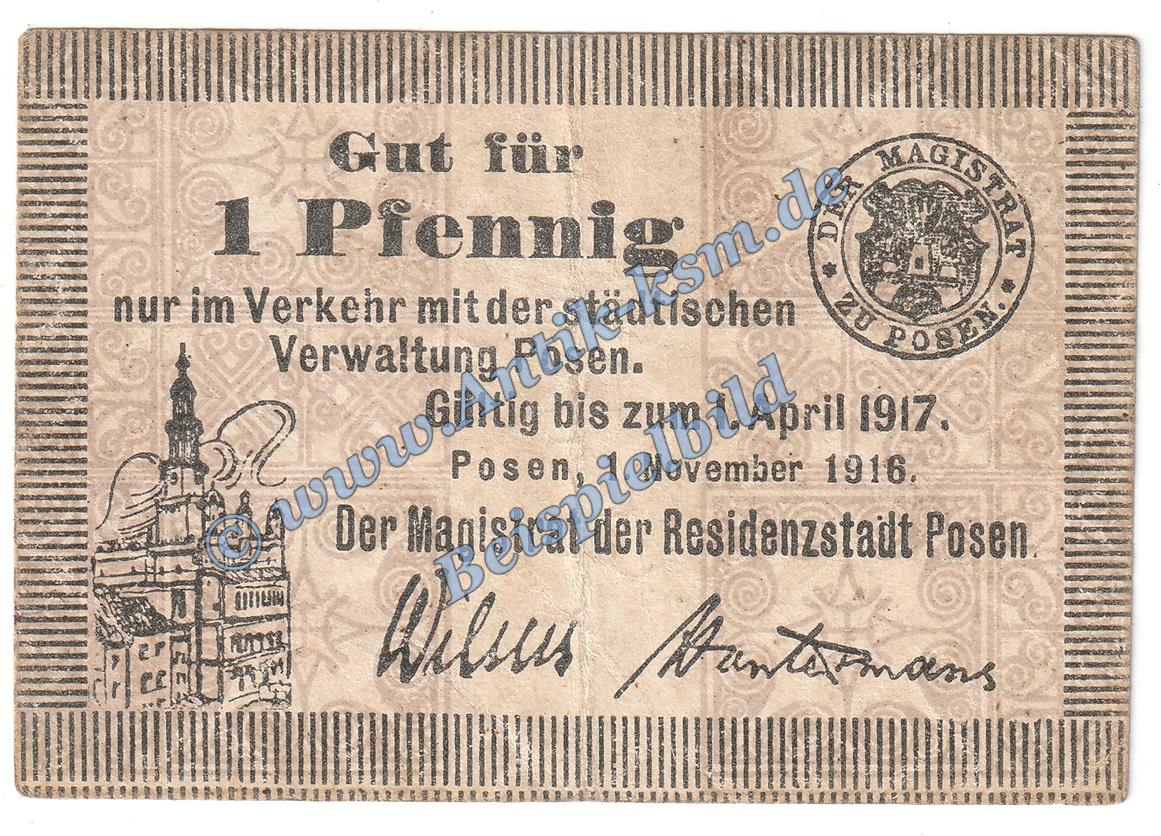 Gut für
1 Pfennig
nur im Verkehr mit der städtischen
Verwaltung Posen.
Gültig bis zum 1. April 1917.
Posen, 1. November 1916.
Der Magistrat der Residenzstadt Posen.
DER MAGISTRAT
* ZU POSEN. *
Wilms
© www.Antik-ksm.de
Beispielbild